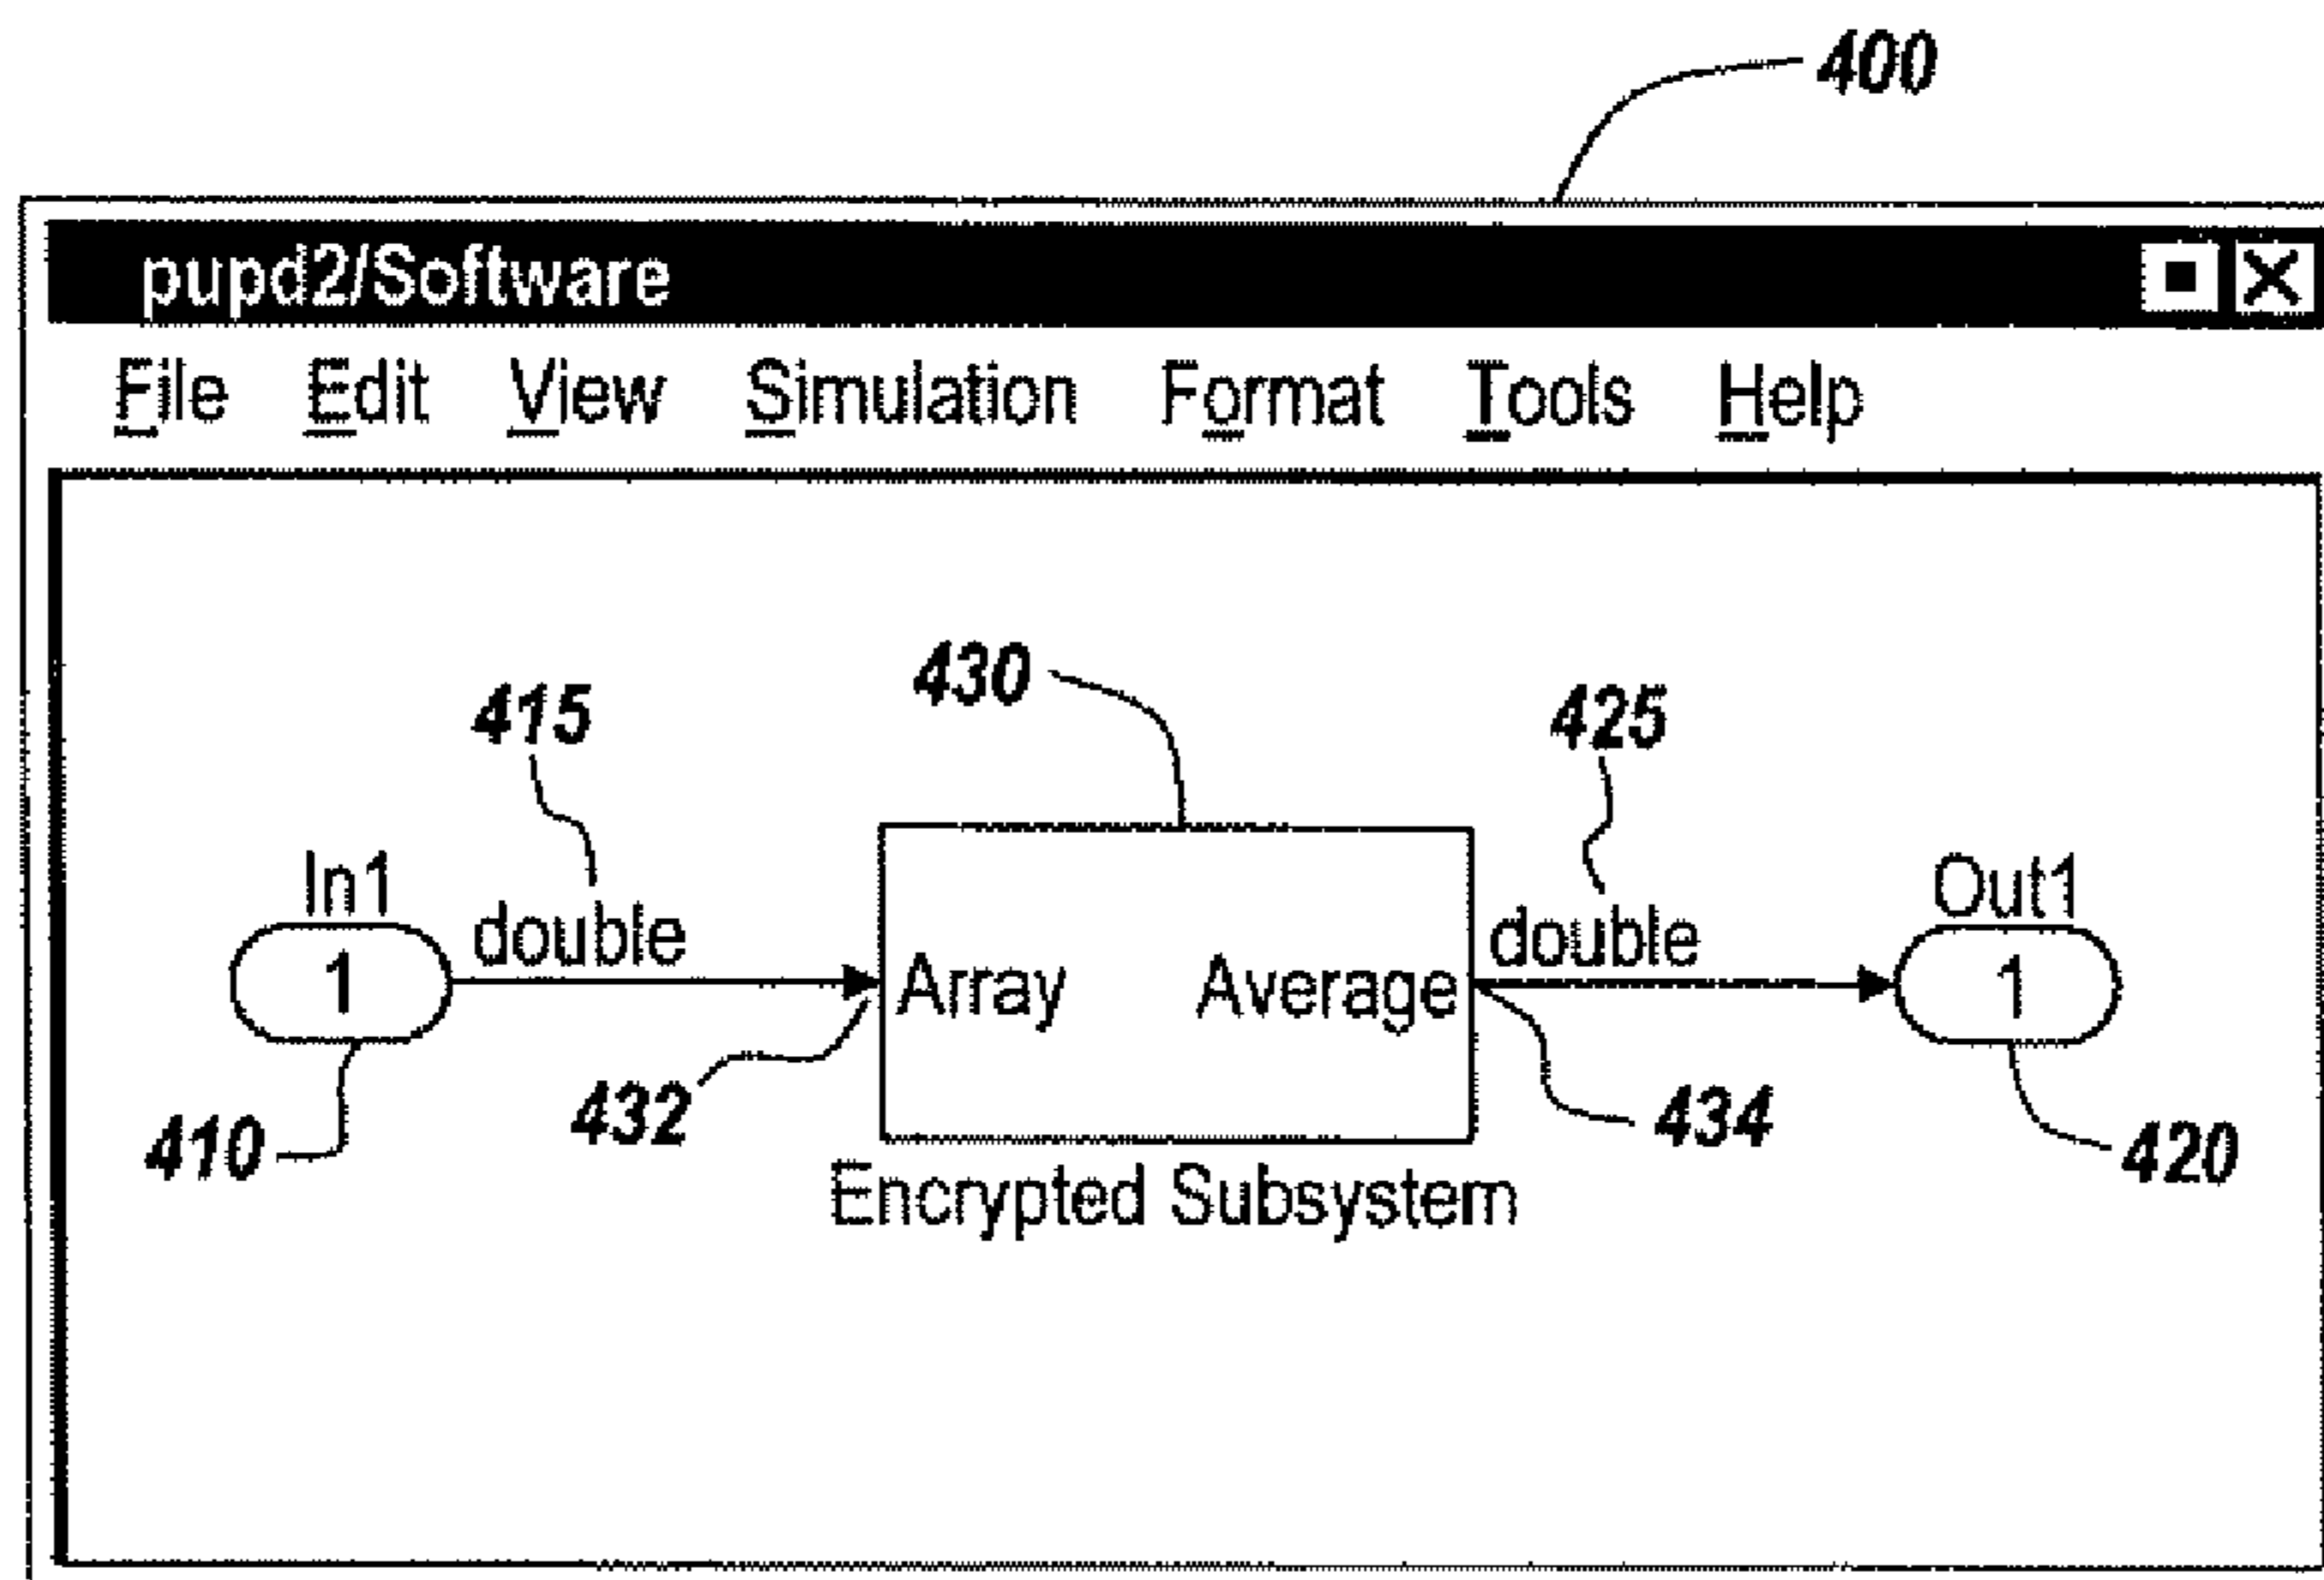 400
pupd2/Software
File Edit View Simulation Format Tools Help
430
415
425
In1
double
double
Out1
1
Array
Average
1
432
434
410
420
Encrypted Subsystem